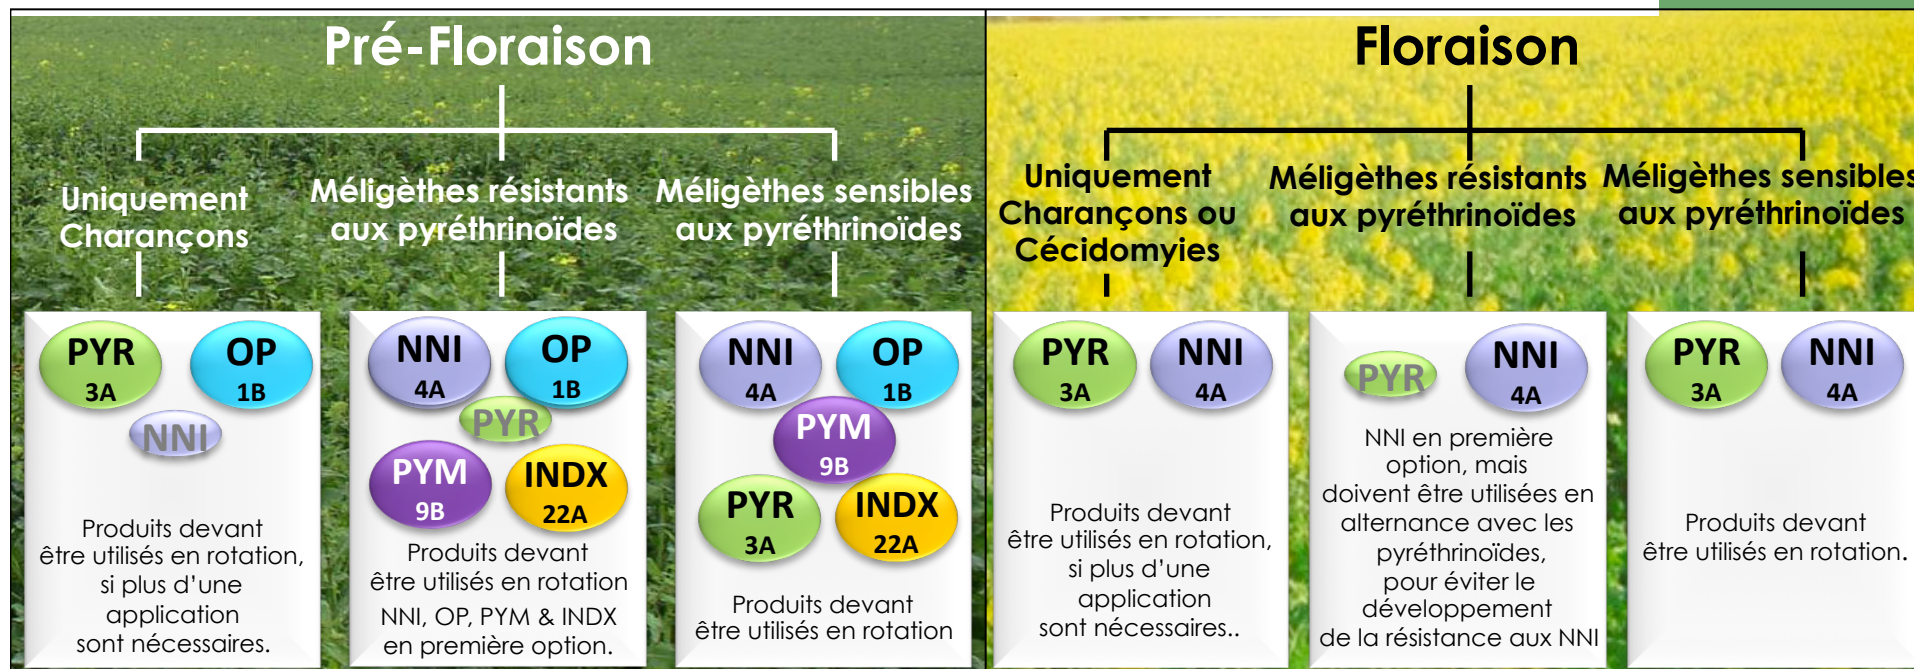 Pré-Floraison
Uniquement
Charançons
PYR
3A
OP
1B
NNI
Produits devant
être utilisés en rotation,
si plus d’une
application
sont nécessaires.
Méligèthes résistants
aux pyréthrinoïdes
NNI
4A
OP
1B
PYR
PYM
9B
INDX
22A
Produits devant
être utilisés en rotation
NNI, OP, PYM & INDX
en première option.
Méligèthes sensibles
aux pyréthrinoïdes
NNI
4A
OP
1B
PYM
9B
PYR
3A
INDX
22A
Produits devant
être utilisés en rotation
Floraison
Uniquement
Charançons ou
Cécidomyies
PYR
3A
NNI
4A
Produits devant
être utilisés en rotation,
si plus d’une
application
sont nécessaires..
Méligèthes résistants
aux pyréthrinoïdes
PYR
NNI
4A
NNI en première
option, mais
doivent être utilisées en
alternance avec les
pyréthrinoïdes,
pour éviter le
développement
de la résistance aux NNI
Méligèthes sensibles
aux pyréthrinoïdes
PYR
3A
NNI
4A
Produits devant
être utilisés en rotation.